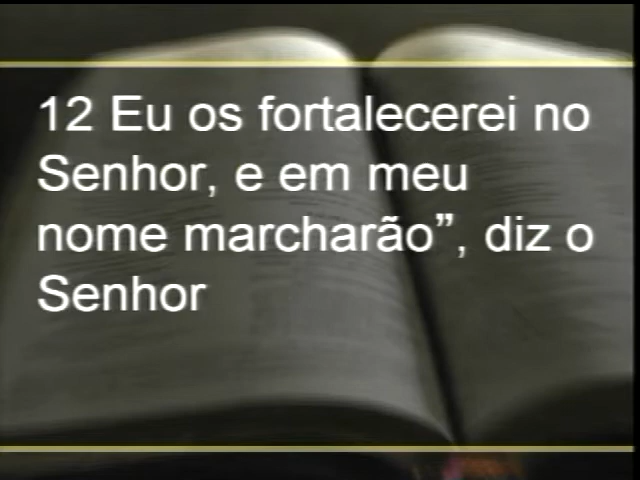 12 Eu os fortalecerei no
Senhor, e em meu
nome marcharão”, diz o
Senhor